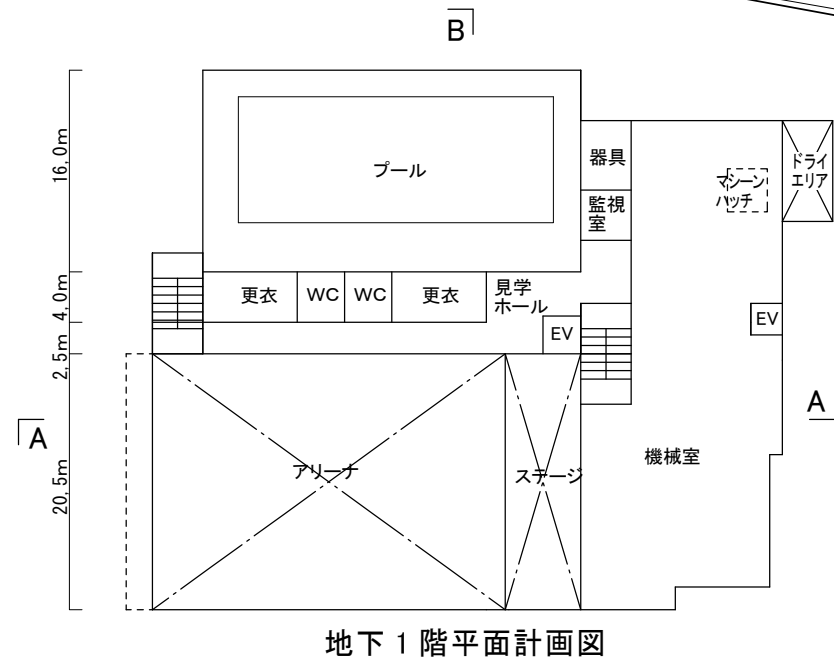 B
16,0m
プール
器具
監視
室
マシーン
ハッチ
ドライ
エリア
4,0m
更衣
WC
WC
更衣
見学
ホール
EV
EV
2,5m
A
A
20,5m
アリーナ
ステージ
機械室
地下1階平面計画図